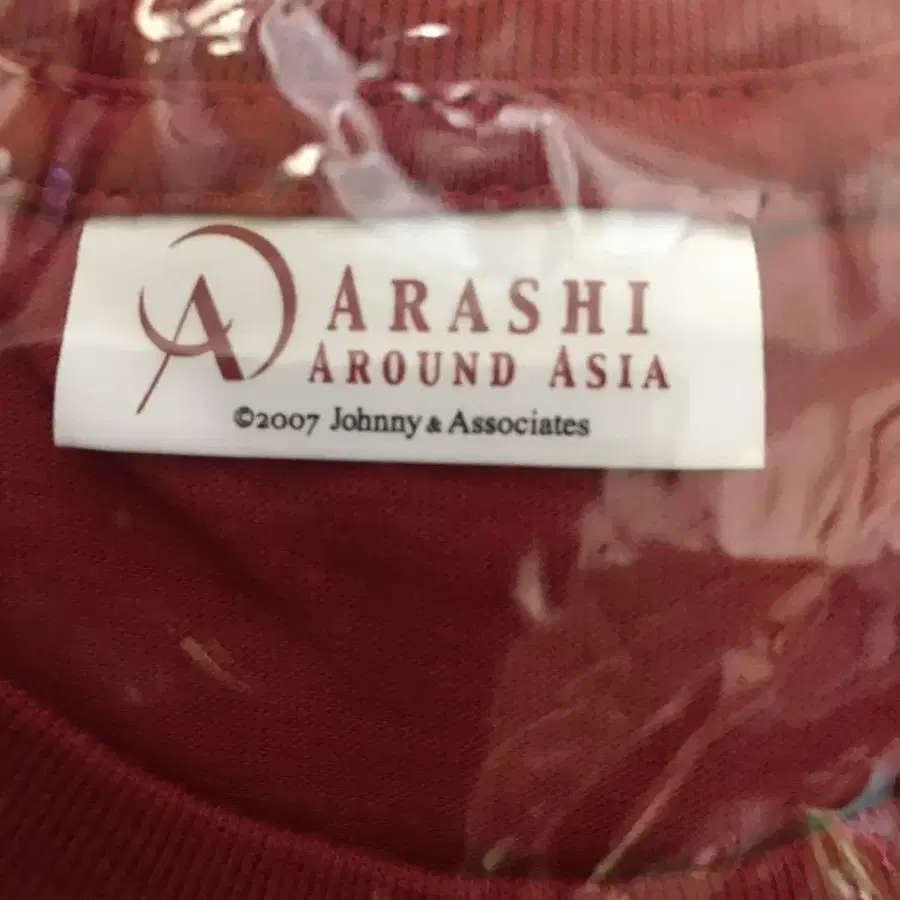 A
ARASHI
AROUND ASIA
©2007 Johnny & Associates